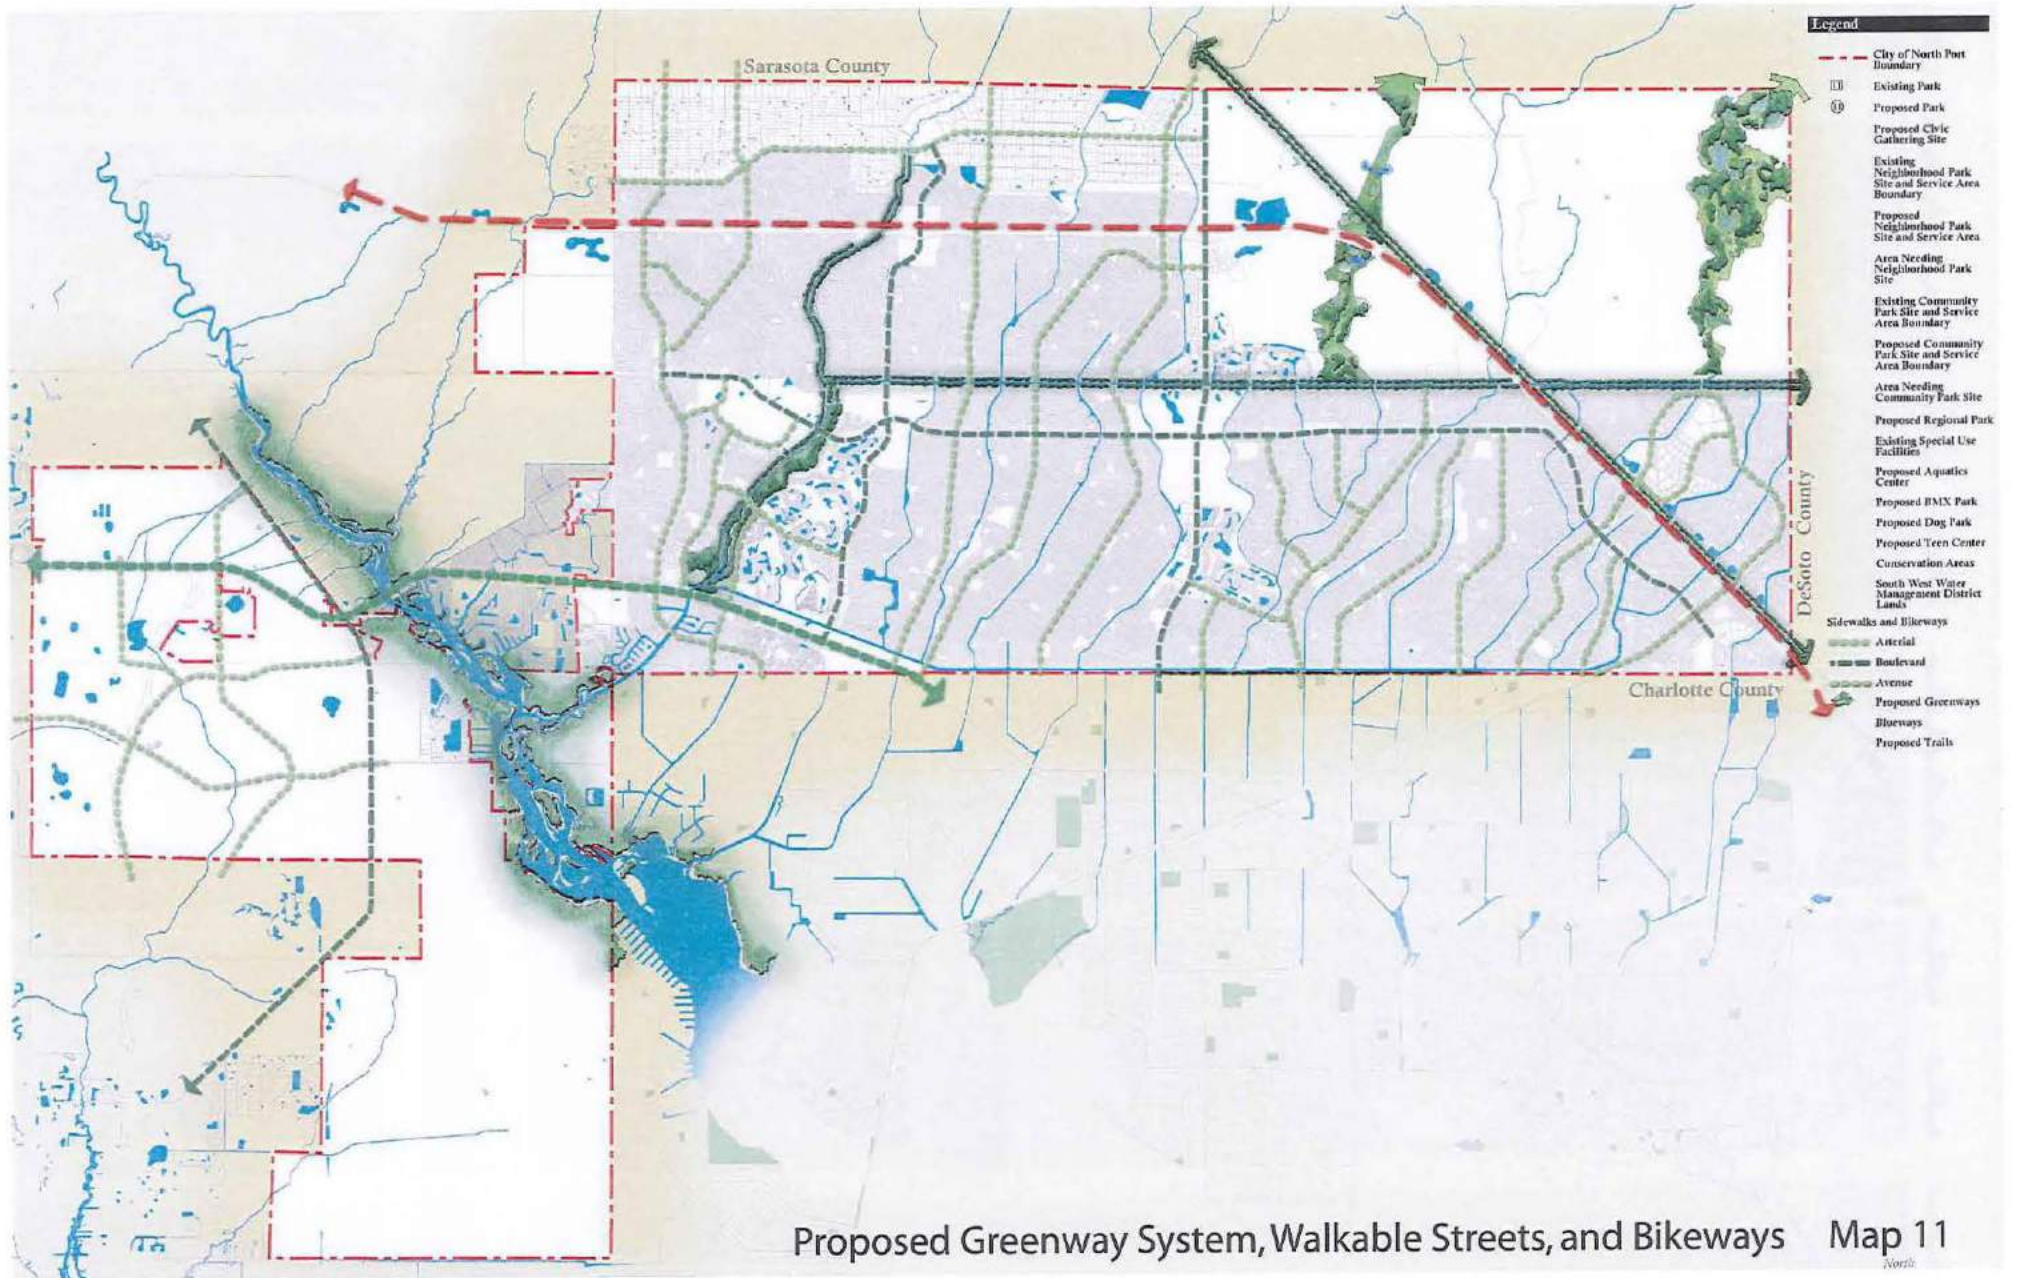 Legend
City of North Port
Boundary
Existing Park
Proposed Park
Proposed Civic
Gathering Site
Existing
Neighborhood Park
Site and Service Area
Boundary
Proposed
Neighborhood Park
Site and Service Area
Area Needing
Neighborhood Park
Site
Existing Community
Park Site and Service
Area Boundary
Proposed Community
Park Site and Service
Area Boundary
Area Needing
Community Park Site
Proposed Regional Park
Existing Special Use
Facilities
Proposed Aquatics
Center
Proposed BMX Park
Proposed Dog Park
Proposed Teen Center
Conservation Areas
South West Water
Management District
Lands
Sidewalks and Bikeways
Arterial
Boulevard
Avenue
Proposed Greenways
Blueways
Proposed Trails
Sarasota County
DeSoto County
Charlotte County
Proposed Greenway System, Walkable Streets, and Bikeways Map 11
North